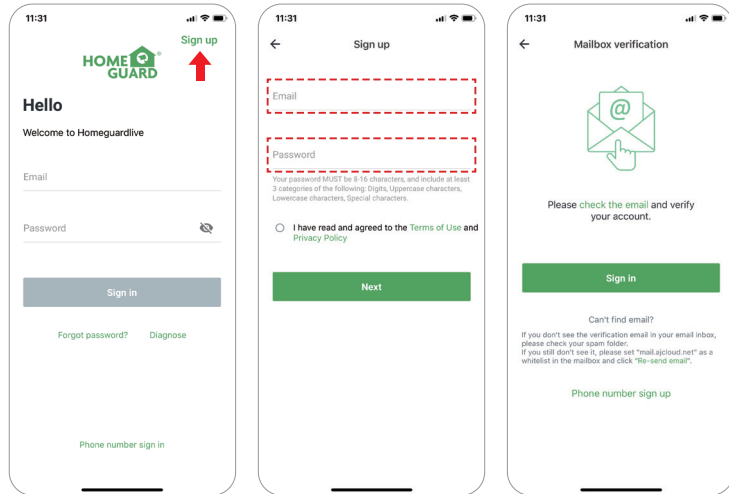 11:31
Sign up
HOME
GUARD
®
Hello
Welcome to Homeguardlive
Email
Password
Sign in
Forgot password? Diagnose
Phone number sign in
11:31
Sign up
Email
Password
Your password MUST be 8-16 characters, and include at least
3 categories of the following: Digits, Uppercase characters,
Lowercase characters, Special characters.
I have read and agreed to the Terms of Use and
Privacy Policy
Next
11:31
Mailbox verification
@
Please check the email and verify
your account.
Sign in
Can't find email?
If you don't see the verification email in your email inbox,
please check your spam folder.
If you still don't see it, please set "mail.ajcloud.net" as a
whitelist in the mailbox and click "Re-send email".
Phone number sign up